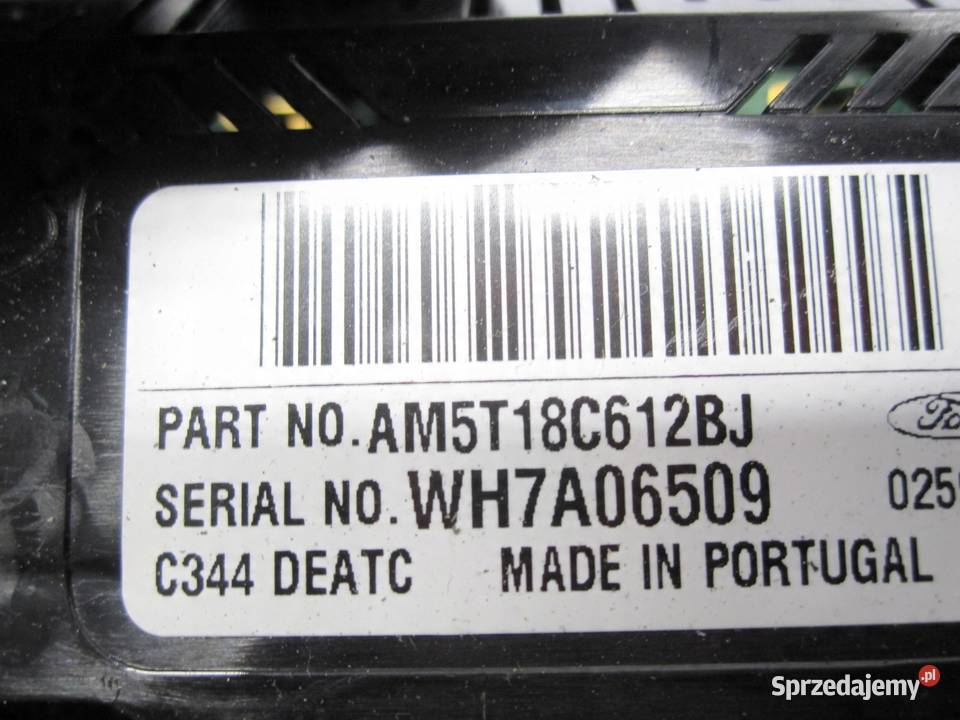 PART NO. AM5T18C612BJ
SERIAL NO. WH7A06509
C344 DEATC MADE IN PORTUGAL
Sprzedajemy.pl